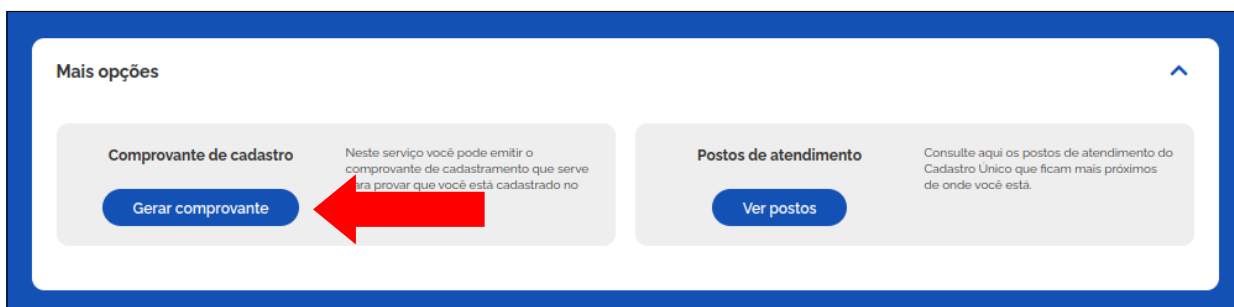 Mais opções
Comprovante de cadastro
Gerar comprovante
Neste serviço você pode emitir o
comprovante de cadastramento que serve
para provar que você está cadastrado no
Postos de atendimento
Ver postos
Consulte aqui os postos de atendimento do
Cadastro Único que ficam mais próximos
de onde você está.